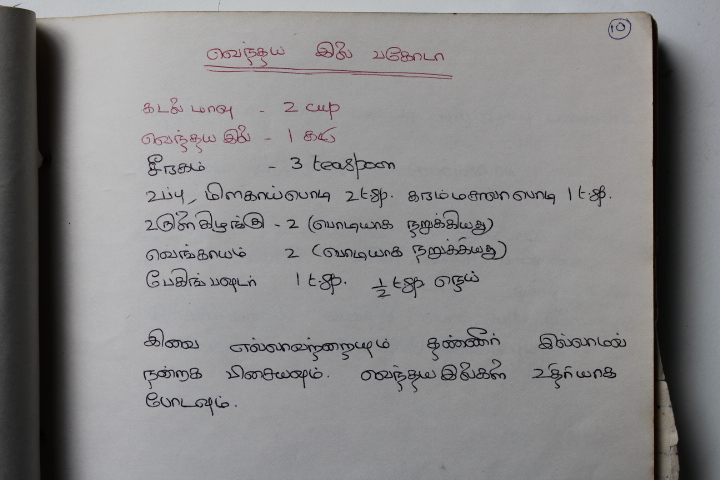 10
வெந்தய இலை பகோடா
கடலை மாவு - 2 cup
வெந்தய இலை - 1 கட்டு
சீரகம் - 3 teaspoon
உப்பு, மிளகாய்பொடி 2 tsp. கரம்மசாலா பொடி 1 tsp.
உருளைகிழங்கு - 2 (பொடியாக நறுக்கியது)
வெங்காயம் 2 (பொடியாக நறுக்கியது)
பேகிங்பவுடர் 1 tsp. 1/2 tsp நெய்
இவை எல்லாவற்றையும் தண்ணீர் இல்லாமல்
நன்றாக பிசையவும். வெந்தய இலைகளை உதிரியாக
போடவும்.